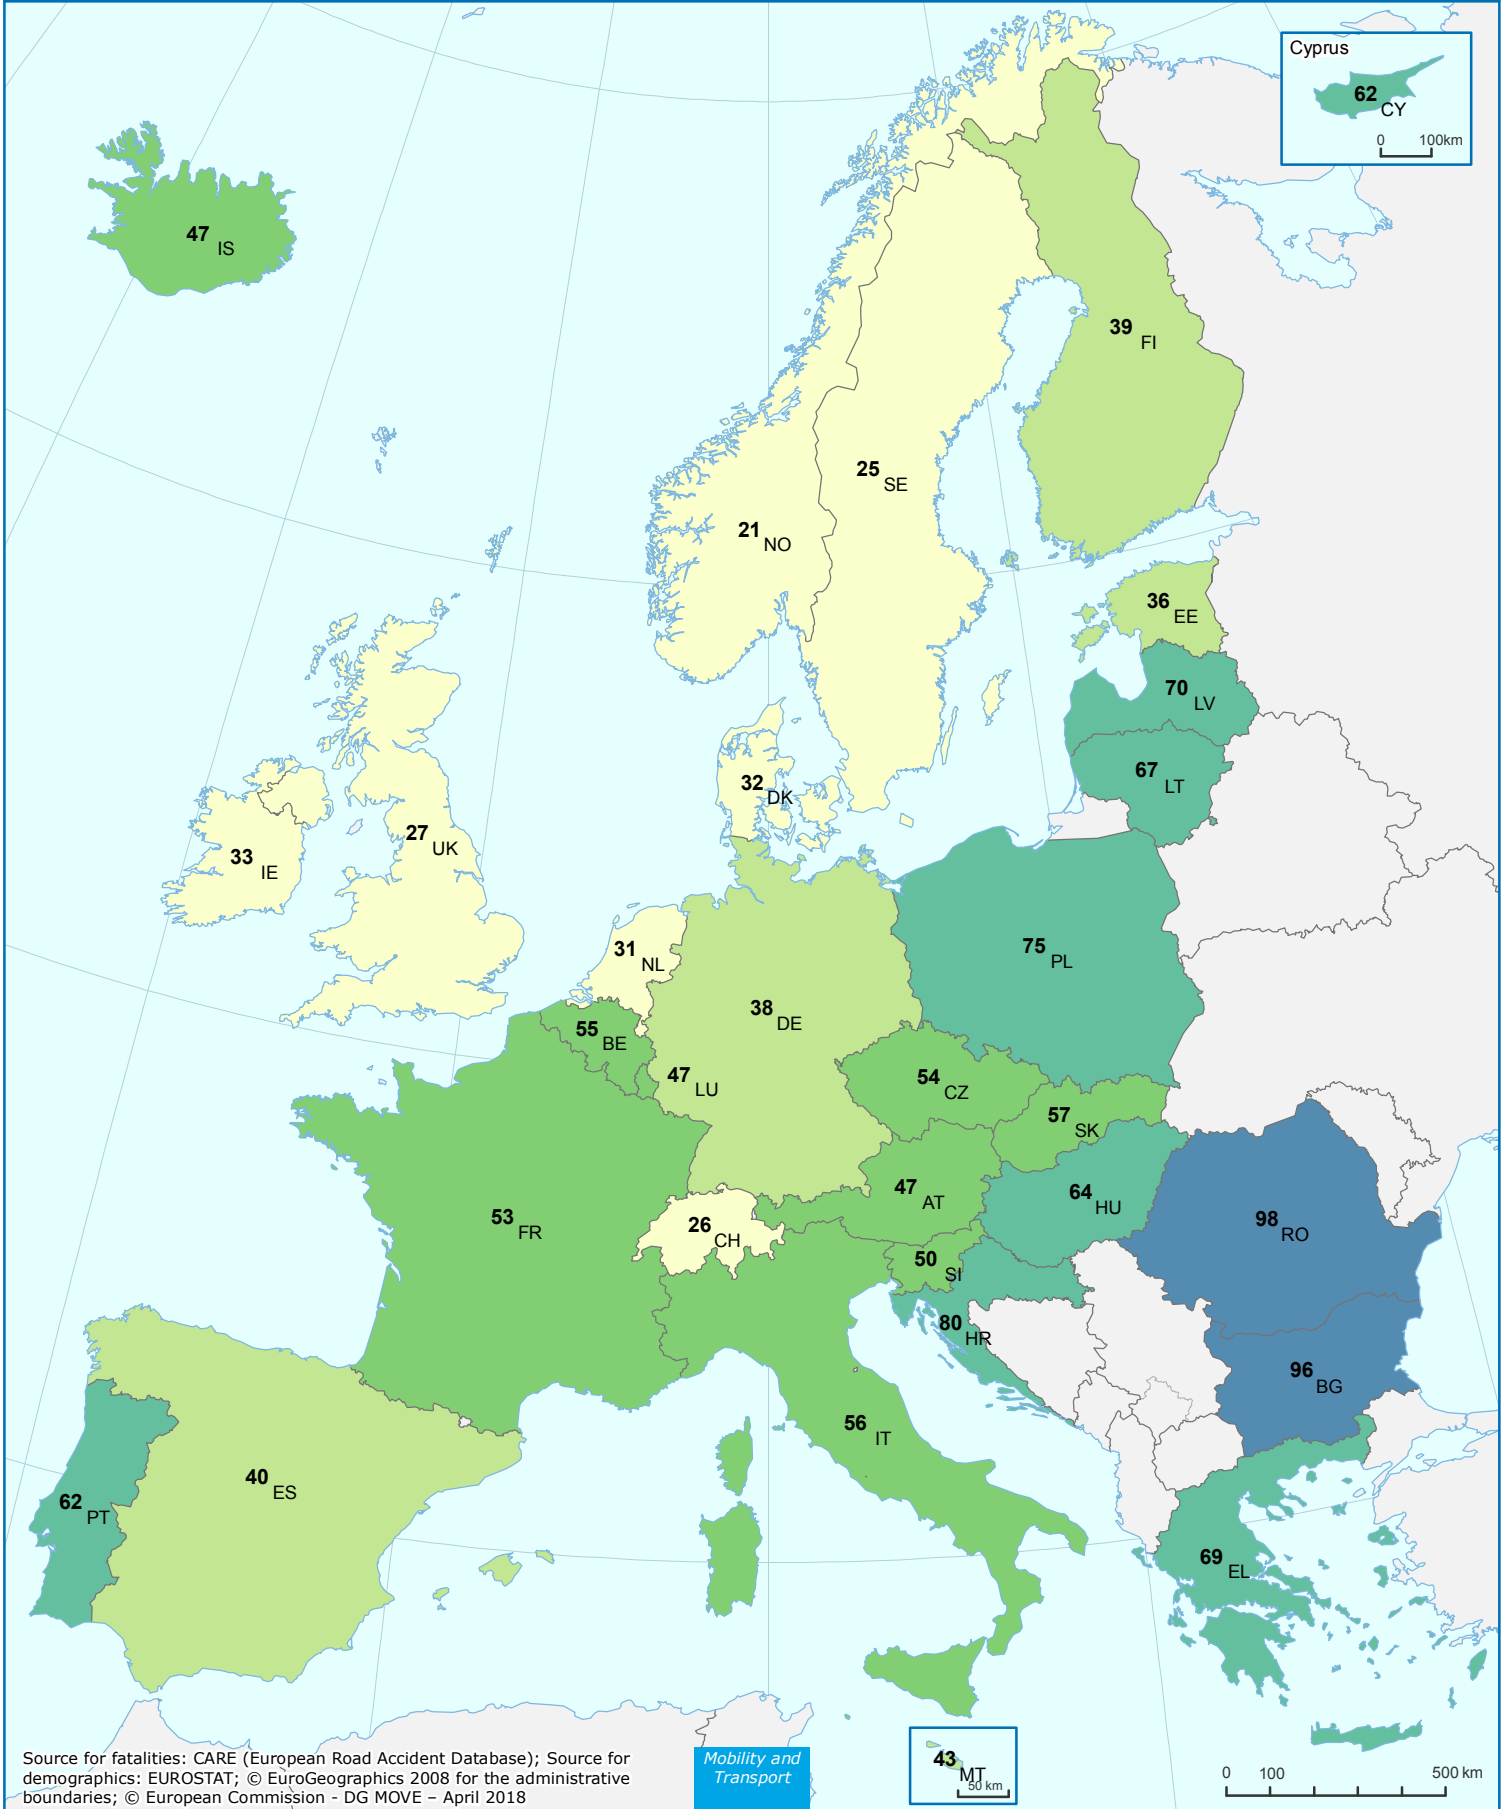 Cyprus
62 CY
0 100km
47 IS
39 FI
25 SE
21 NO
36 EE
70 LV
67 LT
32 DK
27 UK
33 IE
31 NL
75 PL
38 DE
55 BE
47 LU
54 CZ
57 SK
47 AT
64 HU
53 FR
26 CH
98 RO
50 SI
80 HR
96 BG
56 IT
40 ES
62 PT
69 EL
43 MT
50 km
0 100 500 km
Mobility and
Transport
Source for fatalities: CARE (European Road Accident Database); Source for
demographics: EUROSTAT; © EuroGeographics 2008 for the administrative
boundaries; © European Commission - DG MOVE – April 2018